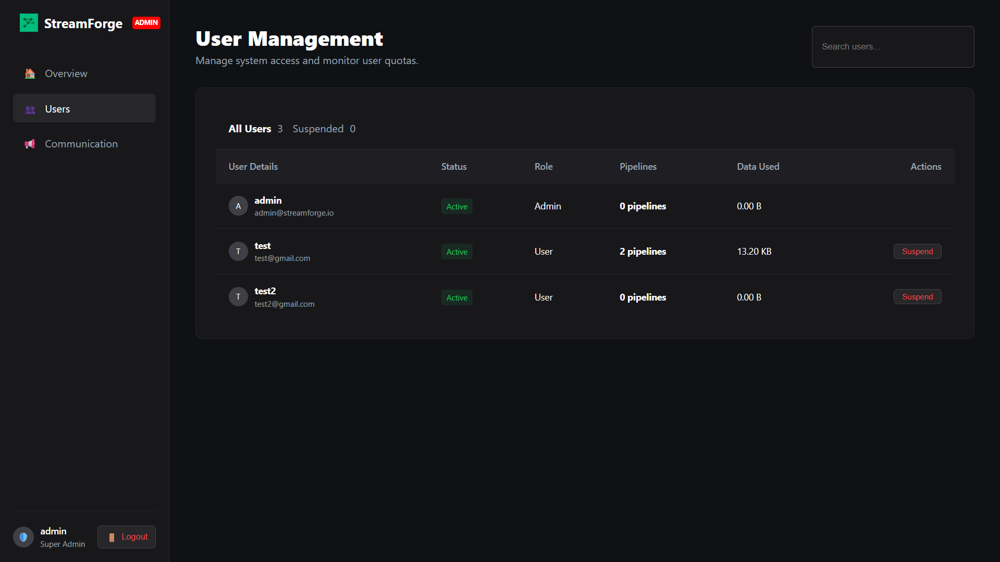 StreamForge ADMIN
Overview
Users
Communication
User Management
Manage system access and monitor user quotas.
Search users...
All Users 3 Suspended 0
User Details Status Role Pipelines Data Used Actions
A admin Active Admin 0 pipelines 0.00 B
admin@streamforge.io
T test Active User 2 pipelines 13.20 KB Suspend
test@gmail.com
T test2 Active User 0 pipelines 0.00 B Suspend
test2@gmail.com
admin
Super Admin
Logout